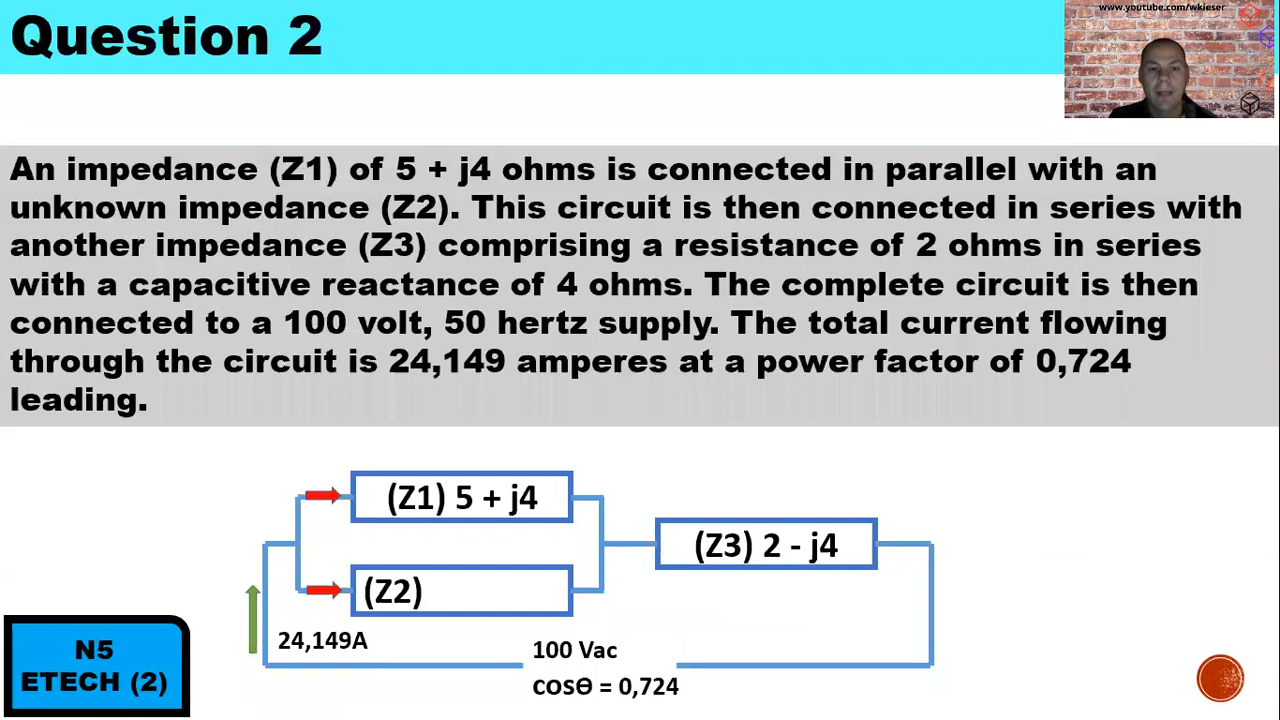 www.youtube.com/wkieser
Question 2
An impedance (Z1) of 5 + j4 ohms is connected in parallel with an
unknown impedance (Z2). This circuit is then connected in series with
another impedance (Z3) comprising a resistance of 2 ohms in series
with a capacitive reactance of 4 ohms. The complete circuit is then
connected to a 100 volt, 50 hertz supply. The total current flowing
through the circuit is 24,149 amperes at a power factor of 0,724
leading.
(Z1) 5 + j4
(Z3) 2 - j4
(Z2)
24,149A
100 Vac
cosΘ = 0,724
N5
ETECH (2)